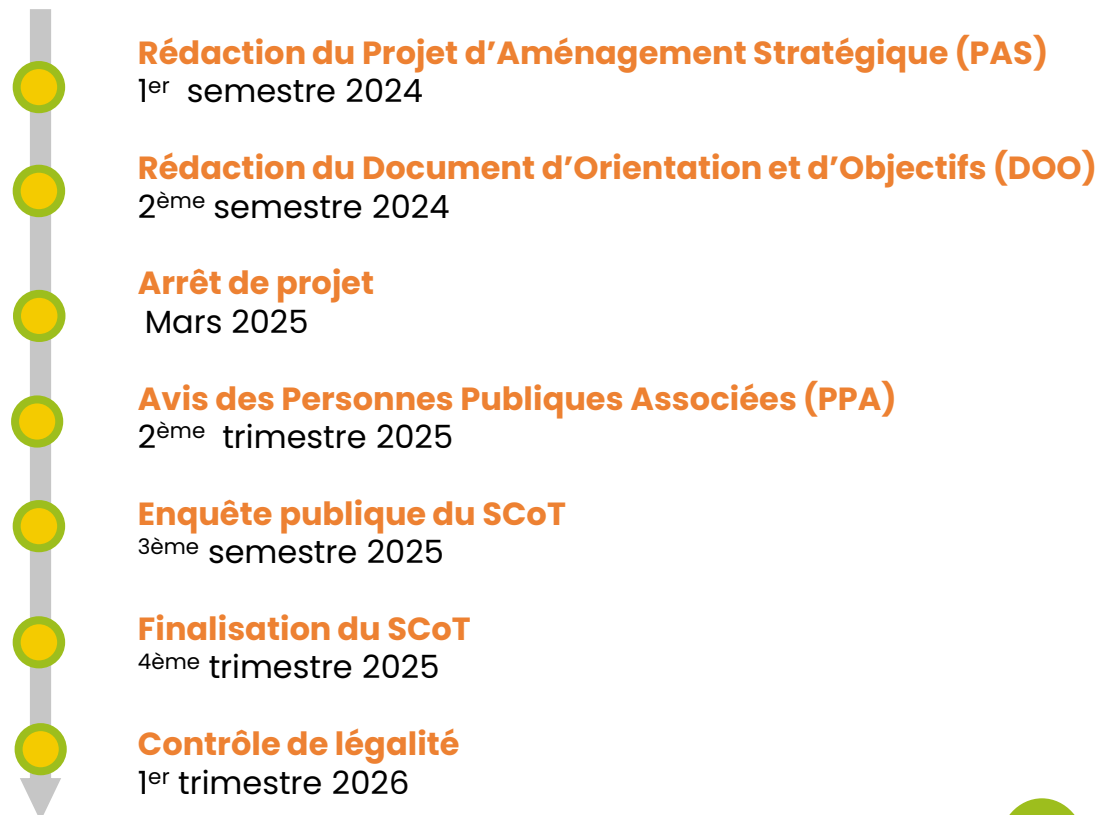 Rédaction du Projet d’Aménagement Stratégique (PAS)
1er semestre 2024
Rédaction du Document d’Orientation et d’Objectifs (DOO)
2ème semestre 2024
Arrêt de projet
Mars 2025
Avis des Personnes Publiques Associées (PPA)
2ème trimestre 2025
Enquête publique du SCoT
3ème semestre 2025
Finalisation du SCoT
4ème trimestre 2025
Contrôle de légalité
1er trimestre 2026